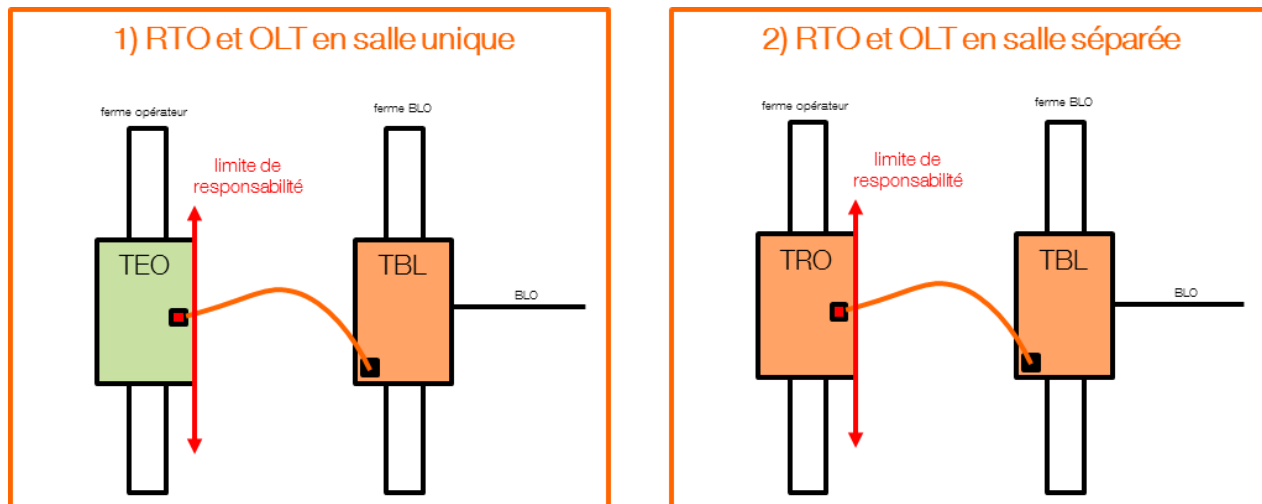 1) RTO et OLT en salle unique
ferme opérateur
ferme BLO
limite de
responsabilité
TEO
TBL
BLO
2) RTO et OLT en salle séparée
ferme opérateur
ferme BLO
limite de
responsabilité
TRO
TBL
BLO